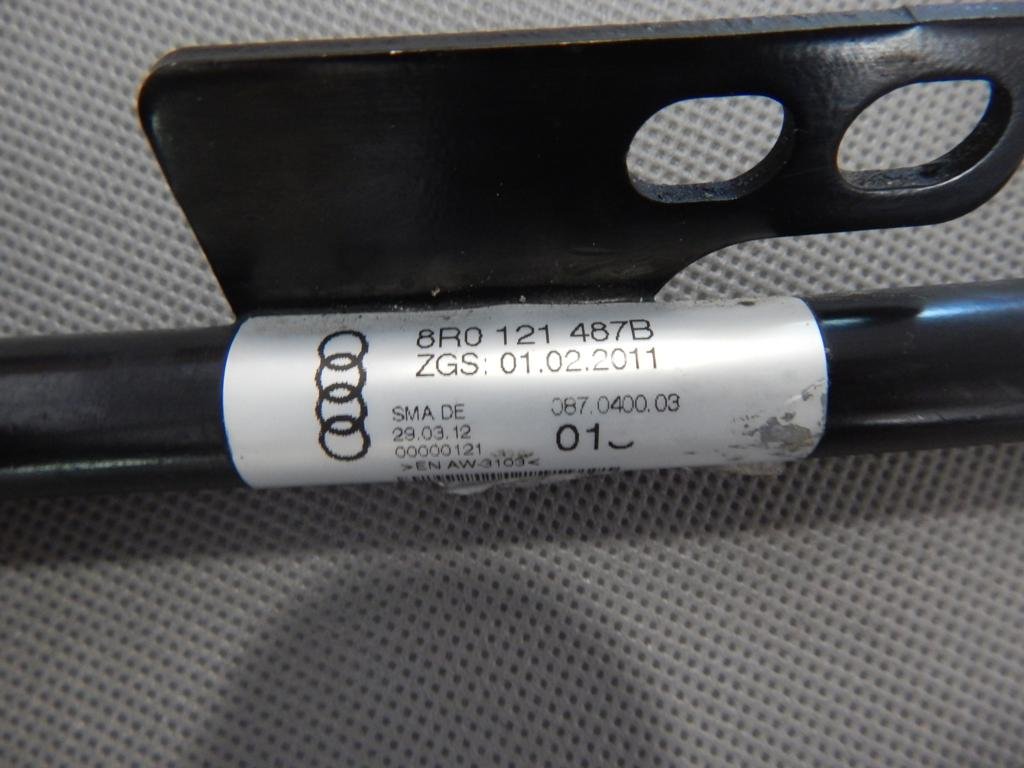 8R0 121 487B
ZGS: 01.02.2011
SMA DE 087.0400.03
29.03.12
00000121
>EN AW-3103<